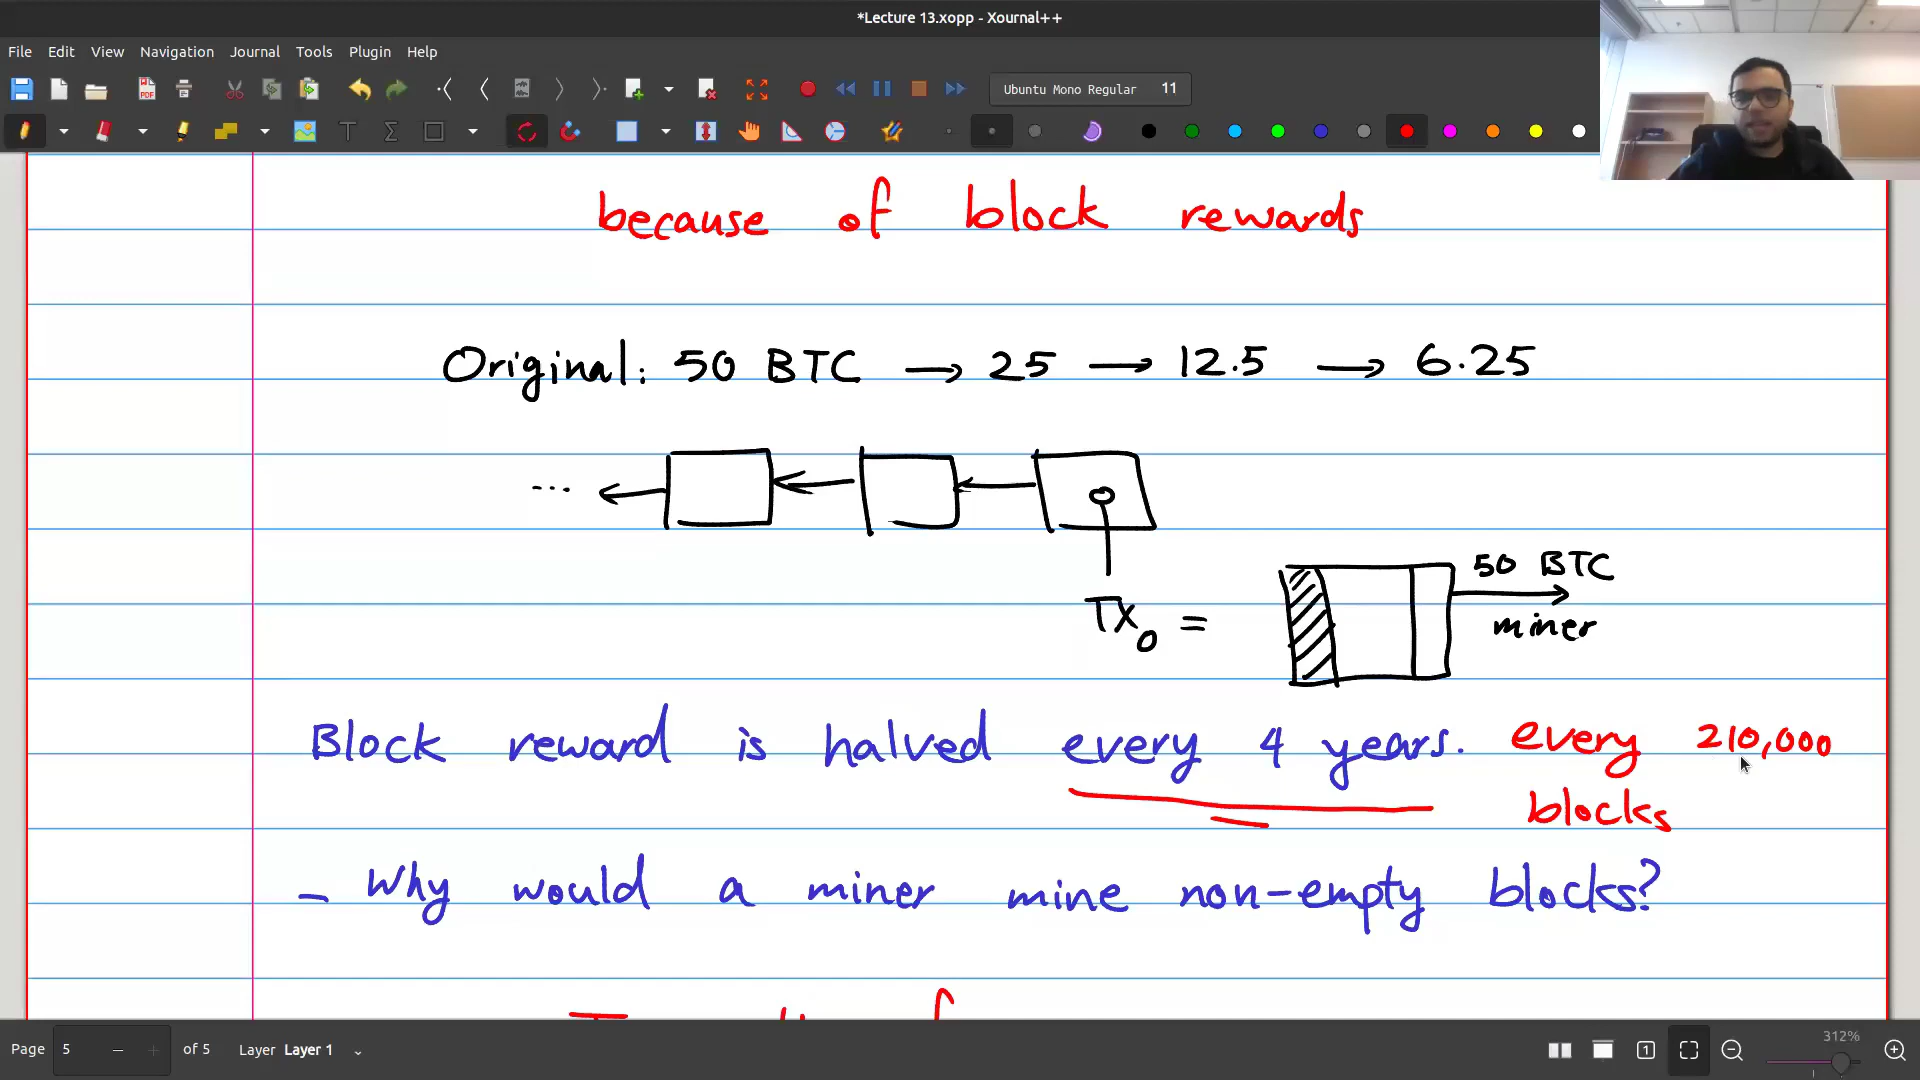 *Lecture 13.xopp - Xournal++
File Edit View Navigation Journal Tools Plugin Help
Ubuntu Mono Regular 11
because of block rewards
Original: 50 BTC → 25 → 12.5 → 6.25
...
50 BTC
TX0 =
miner
Block reward is halved every 4 years. every 210,000
blocks
- Why would a miner mine non-empty blocks?
312%
Page 5 of 5 Layer Layer 1